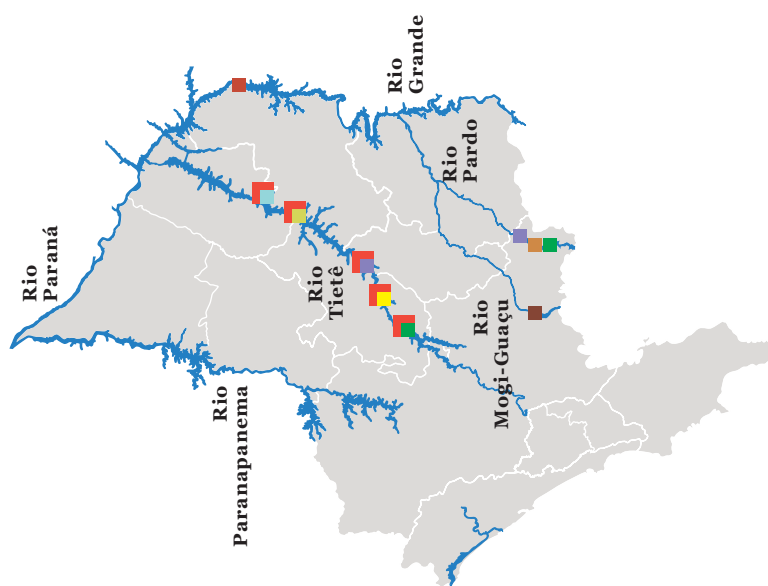 Rio
Paraná
Rio
Grande
Rio
Pardo
Rio
Tietê
Rio
Mogi-Guaçu
Rio
Paranapanema